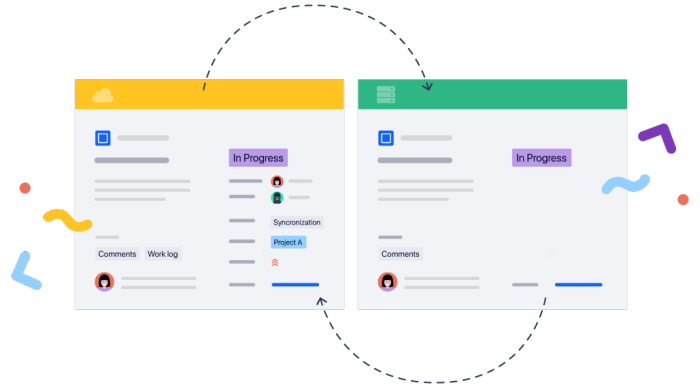 In Progress
Syncronization
Project A
Comments Work log
In Progress
Comments